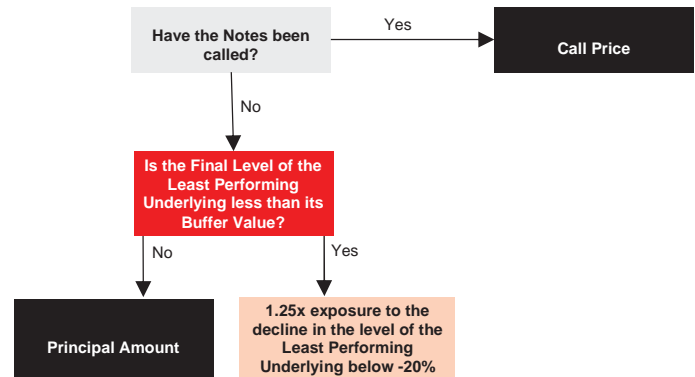 Have the Notes been
called?
Yes
Call Price
No
Is the Final Level of the
Least Performing
Underlying less than its
Buffer Value?
No
Yes
Principal Amount
1.25x exposure to the
decline in the level of the
Least Performing
Underlying below -20%